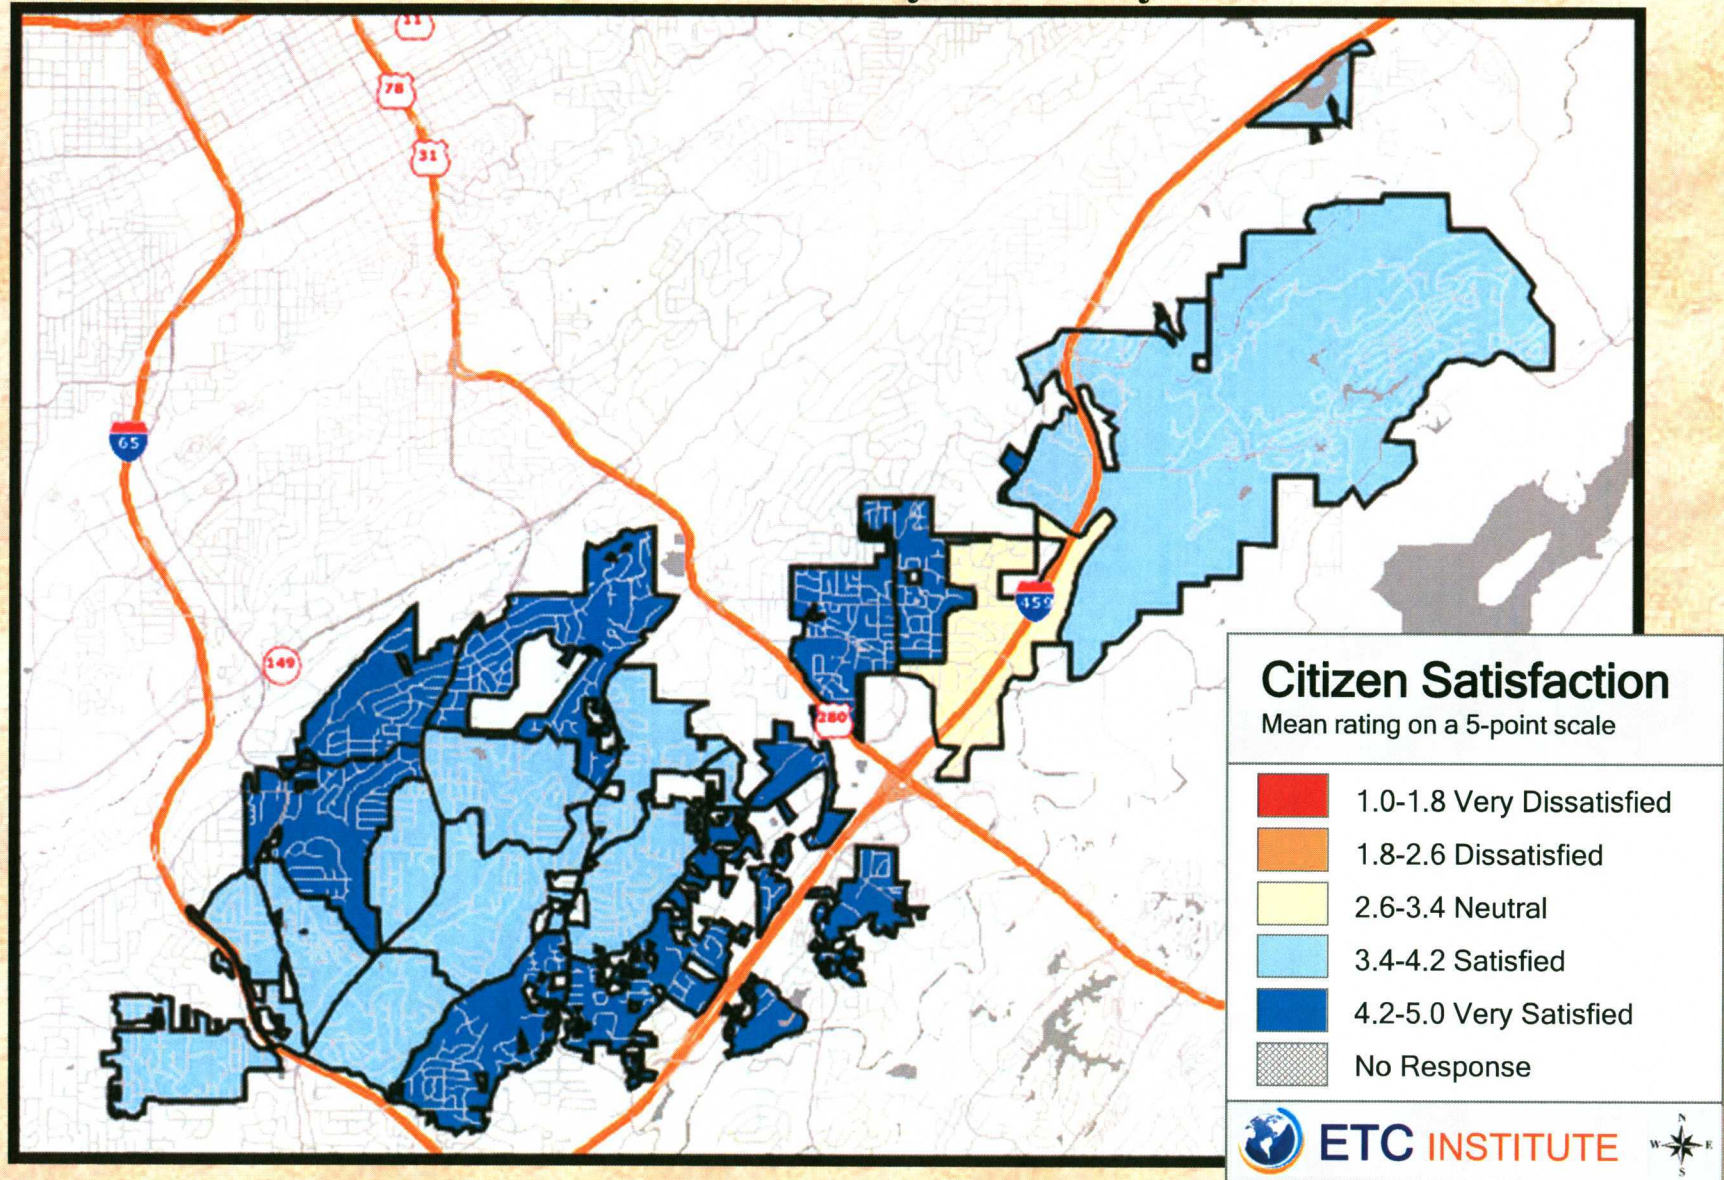 11
78
31
65
149
459
280
Citizen Satisfaction
Mean rating on a 5-point scale
1.0-1.8 Very Dissatisfied
1.8-2.6 Dissatisfied
2.6-3.4 Neutral
3.4-4.2 Satisfied
4.2-5.0 Very Satisfied
No Response
ETC INSTITUTE
N
W E
S